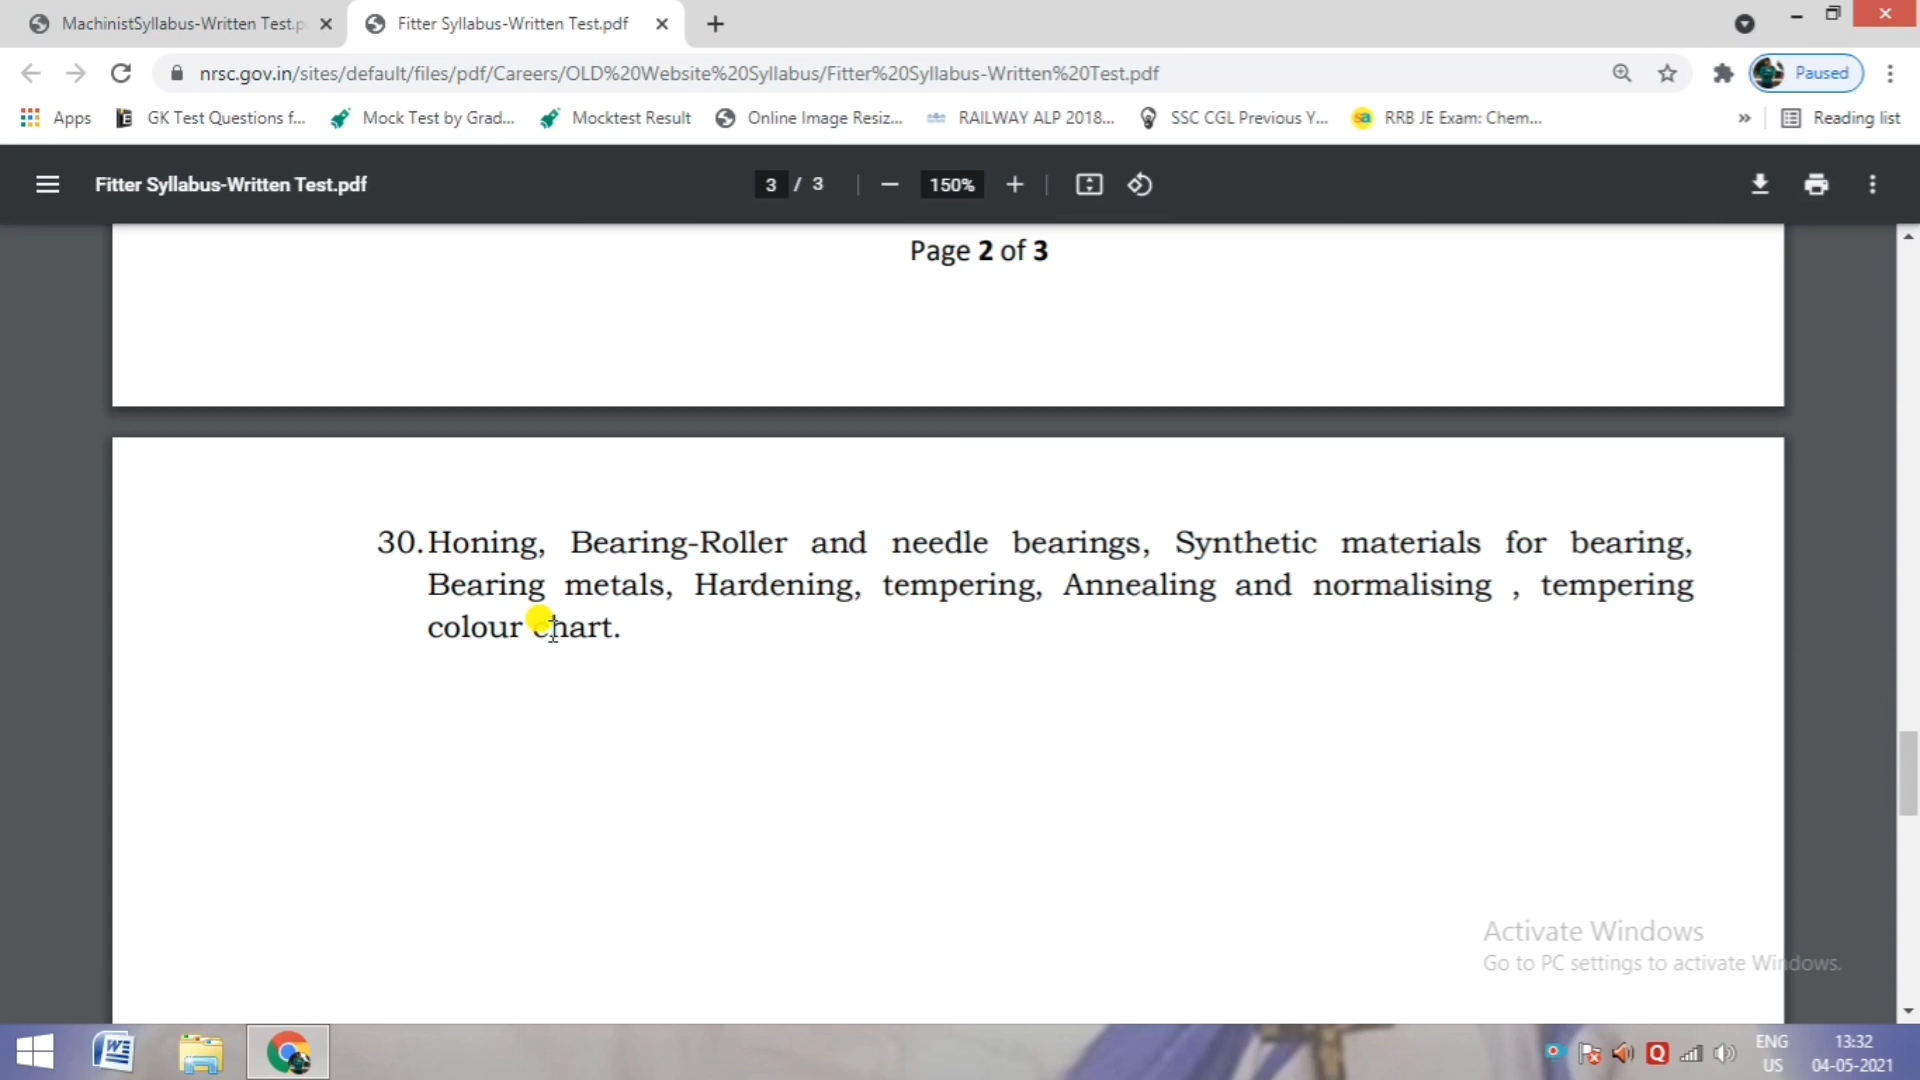 MachinistSyllabus-Written Test.p
Fitter Syllabus-Written Test.pdf
nrsc.gov.in/sites/default/files/pdf/Careers/OLD%20Website%20Syllabus/Fitter%20Syllabus-Written%20Test.pdf
Paused
Apps
GK Test Questions f...
Mock Test by Grad...
Mocktest Result
Online Image Resiz...
RAILWAY ALP 2018...
SSC CGL Previous Y...
RRB JE Exam: Chem...
»
Reading list
Fitter Syllabus-Written Test.pdf
3 / 3
150%
Page 2 of 3
30. Honing, Bearing-Roller and needle bearings, Synthetic materials for bearing,
Bearing metals, Hardening, tempering, Annealing and normalising , tempering
colour chart.
Activate Windows
Go to PC settings to activate Windows.
ENG
US
13:32
04-05-2021